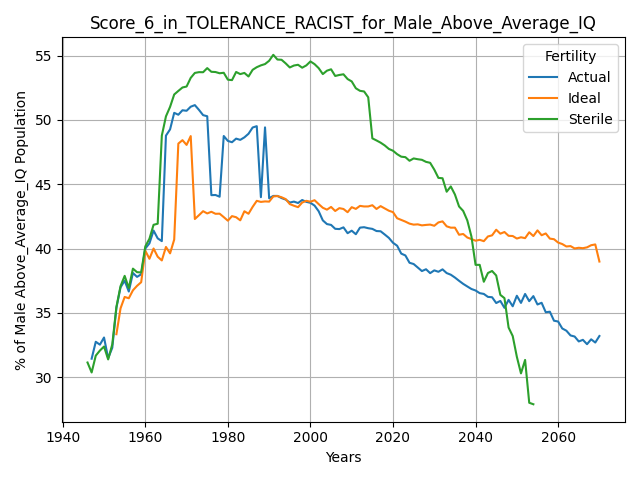 Score_6_in_TOLERANCE_RACIST_for_Male_Above_Average_IQ
% of Male Above_Average_IQ Population
55
50
45
40
35
30
Fertility
Actual
Ideal
Sterile
1940 1960 1980 2000 2020 2040 2060
Years